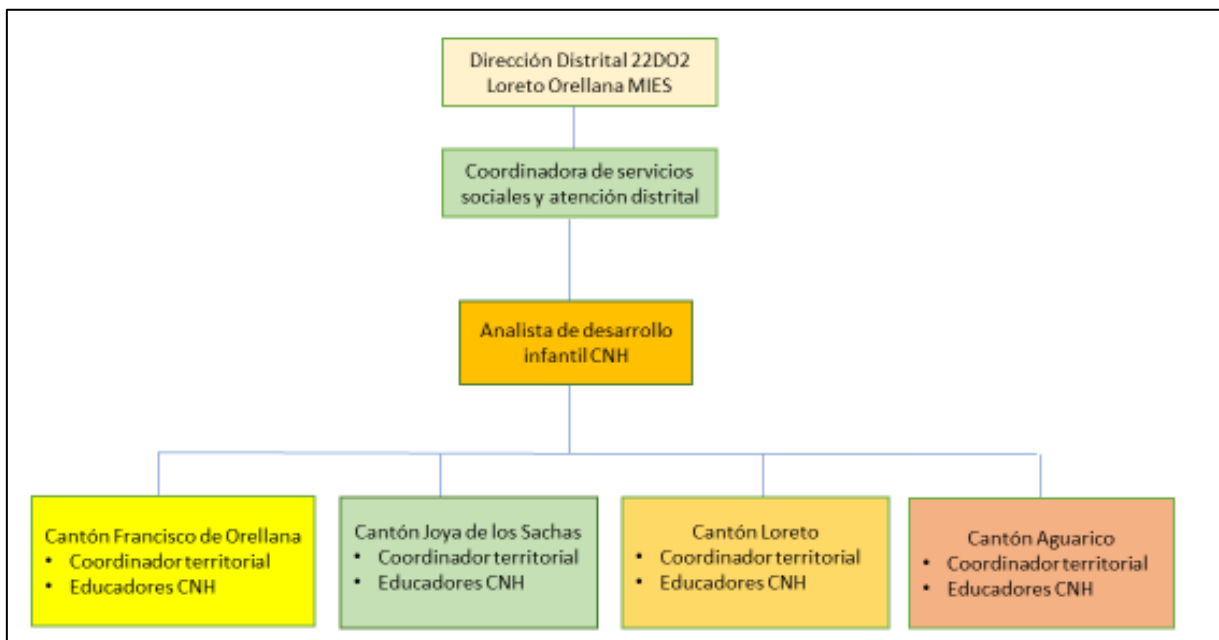 Dirección Distrital 22DO2
Loreto Orellana MIES
Coordinadora de servicios
sociales y atención distrital
Analista de desarrollo
infantil CNH
Cantón Francisco de Orellana
• Coordinador territorial
• Educadores CNH
Cantón Joya de los Sachas
• Coordinador territorial
• Educadores CNH
Cantón Loreto
• Coordinador territorial
• Educadores CNH
Cantón Aguarico
• Coordinador territorial
• Educadores CNH